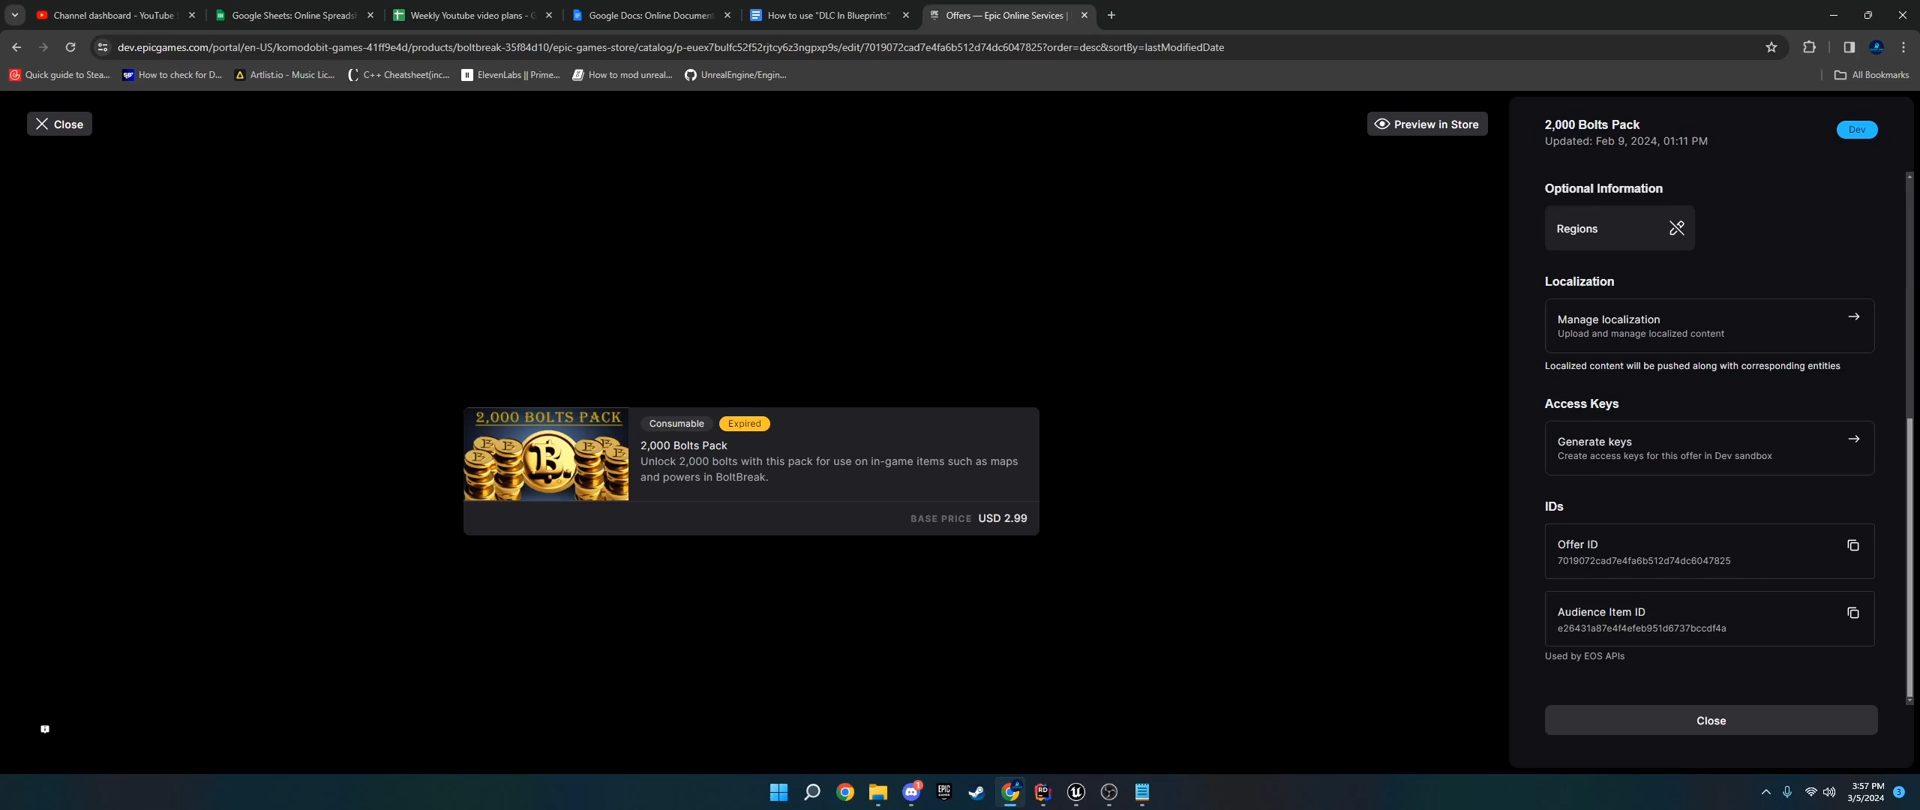 Channel dashboard - YouTube
Google Sheets: Online Spreads
Weekly Youtube video plans - G
Google Docs: Online Document
How to use "DLC In Blueprints"
Offers — Epic Online Services |
dev.epicgames.com/portal/en-US/komodobit-games-41ff9e4d/products/boltbreak-35f84d10/epic-games-store/catalog/p-euex7bulfc52f52rjtcy6z3ngpxp9s/edit/7019072cad7e4fa6b512d74dc6047825?order=desc&sortBy=lastModifiedDate
Quick guide to Stea...
How to check for D...
Artlist.io - Music Lic...
C++ Cheatsheet(inc...
ElevenLabs || Prime...
How to mod unreal...
UnrealEngine/Engin...
All Bookmarks
Close
Preview in Store
2,000 Bolts Pack
Dev
Updated: Feb 9, 2024, 01:11 PM
Optional Information
Regions
Localization
Manage localization
Upload and manage localized content
Localized content will be pushed along with corresponding entities
Access Keys
Generate keys
Create access keys for this offer in Dev sandbox
2,000 BOLTS PACK
Consumable
Expired
2,000 Bolts Pack
Unlock 2,000 bolts with this pack for use on in-game items such as maps
and powers in BoltBreak.
BASE PRICE USD 2.99
IDs
Offer ID
7019072cad7e4fa6b512d74dc6047825
Audience Item ID
e26431a87e4f4efeb951d6737bccdf4a
Used by EOS APIs
Close
EPIC
RD
1
3:57 PM
3/5/2024
3